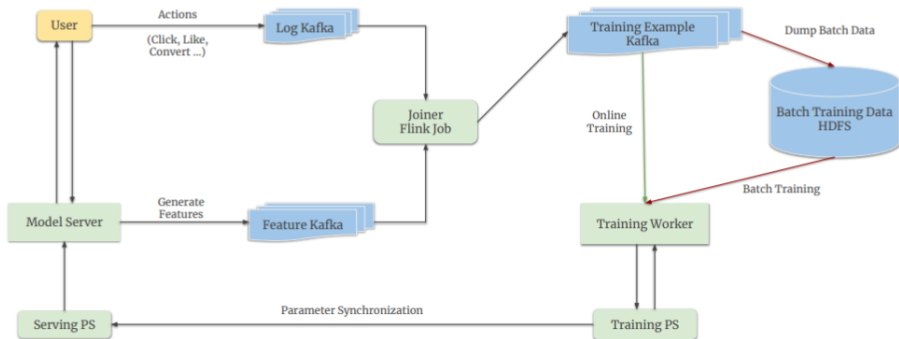 User
Actions
(Click, Like,
Convert ...)
Log Kafka
Training Example
Kafka
Dump Batch Data
Joiner
Flink Job
Online
Training
Batch Training Data
HDFS
Batch Training
Model Server
Generate
Features
Feature Kafka
Training Worker
Parameter Synchronization
Serving PS
Training PS